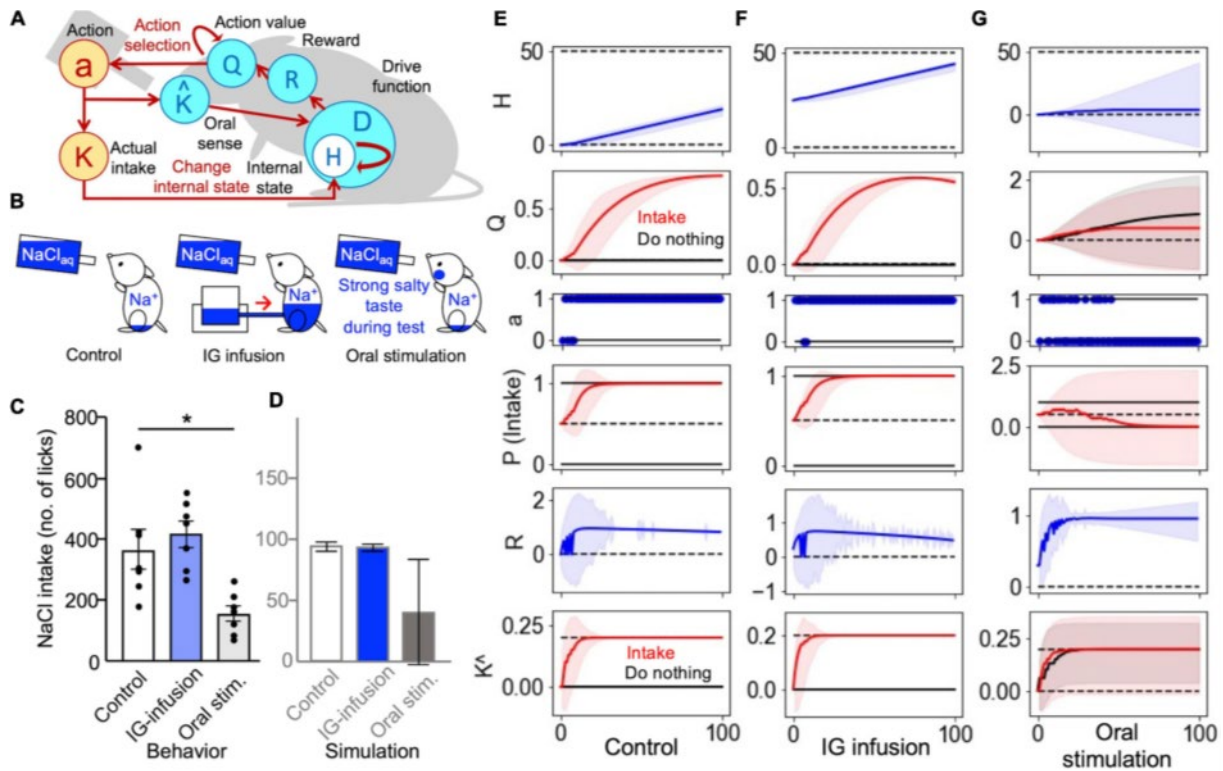 A
Action
Action
selection
Action value
Reward
Drive
function
a
Q
R
K̂
D
H
Oral
sense
K
Actual
intake
Change
internal state
Internal
state
B
NaClaq
Na+
Control
NaClaq
Na+
IG infusion
NaClaq
Strong salty
taste
during test
Na+
Oral stimulation
C
NaCl intake (no. of licks)
800
600
400
200
0
*
Control
IG-infusion
Oral stim.
Behavior
D
150
100
50
0
Control
IG-infusion
Oral stim.
Simulation
E
H
50
0
Q
0.5
0.0
Intake
Do nothing
a
1
0
P (Intake)
1
0
R
2
0
K^
0.25
0.00
Intake
Do nothing
0
100
Control
F
50
0
0.5
0.0
1
0
1
0
1
0
−1
0.2
0.0
0
100
IG infusion
G
50
0
2
0
1
0
2.5
0.0
1
0
0.25
0.00
0
100
Oral
stimulation